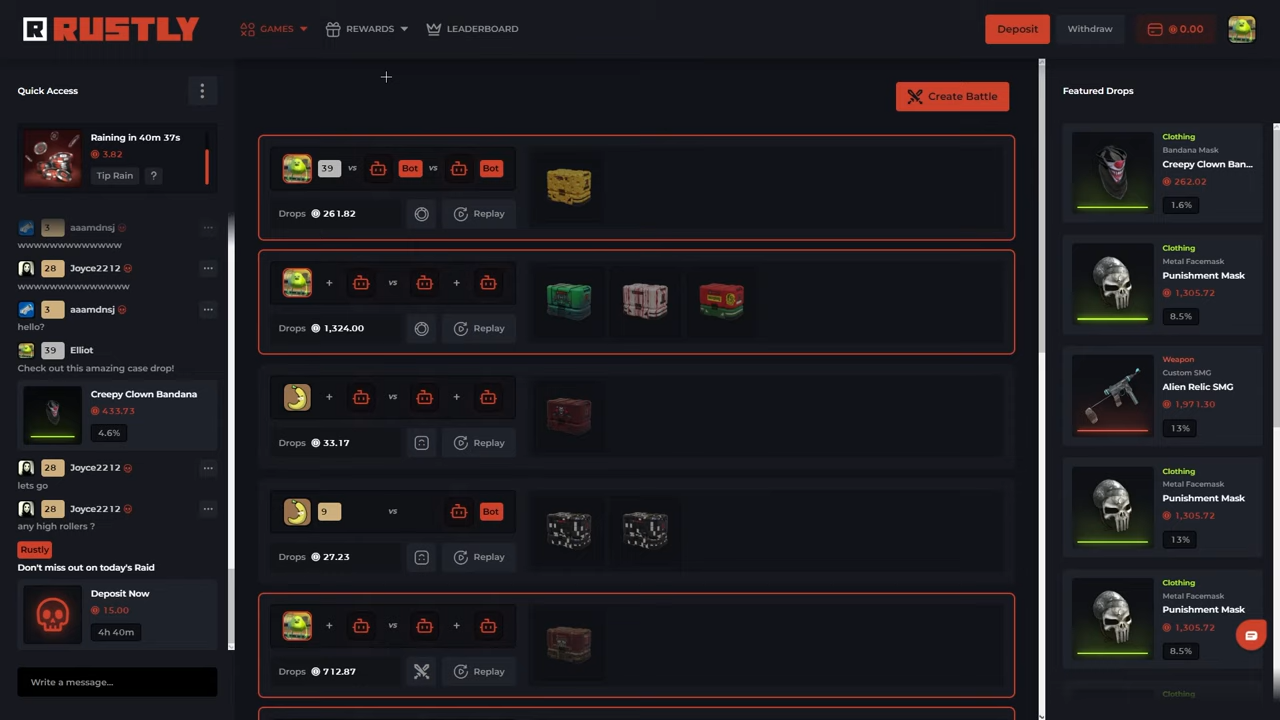 RUSTLY
GAMES
REWARDS
LEADERBOARD
Deposit
Withdraw
0.00
Quick Access
Raining in 40m 37s
3.82
Tip Rain
?
3 aaamdnsj
wwwwwwwwwwwww
28 Joyce2212
wwwwwwwwwwwwww
3 aaamdnsj
hello?
39 Elliot
Check out this amazing case drop!
Creepy Clown Bandana
433.73
4.6%
28 Joyce2212
lets go
28 Joyce2212
any high rollers ?
Rustly
Don't miss out on today's Raid
Deposit Now
15.00
4h 40m
Write a message...
Create Battle
39 vs Bot vs Bot
Drops 261.82 Replay
+ vs +
Drops 1,324.00 Replay
+ vs +
Drops 33.17 Replay
9 vs Bot
Drops 27.23 Replay
+ vs +
Drops 712.87 Replay
Featured Drops
Clothing
Bandana Mask
Creepy Clown Ban...
262.02
1.6%
Clothing
Metal Facemask
Punishment Mask
1,305.72
8.5%
Weapon
Custom SMG
Alien Relic SMG
1,971.30
13%
Clothing
Metal Facemask
Punishment Mask
1,305.72
13%
Clothing
Metal Facemask
Punishment Mask
1,305.72
8.5%
Clothing